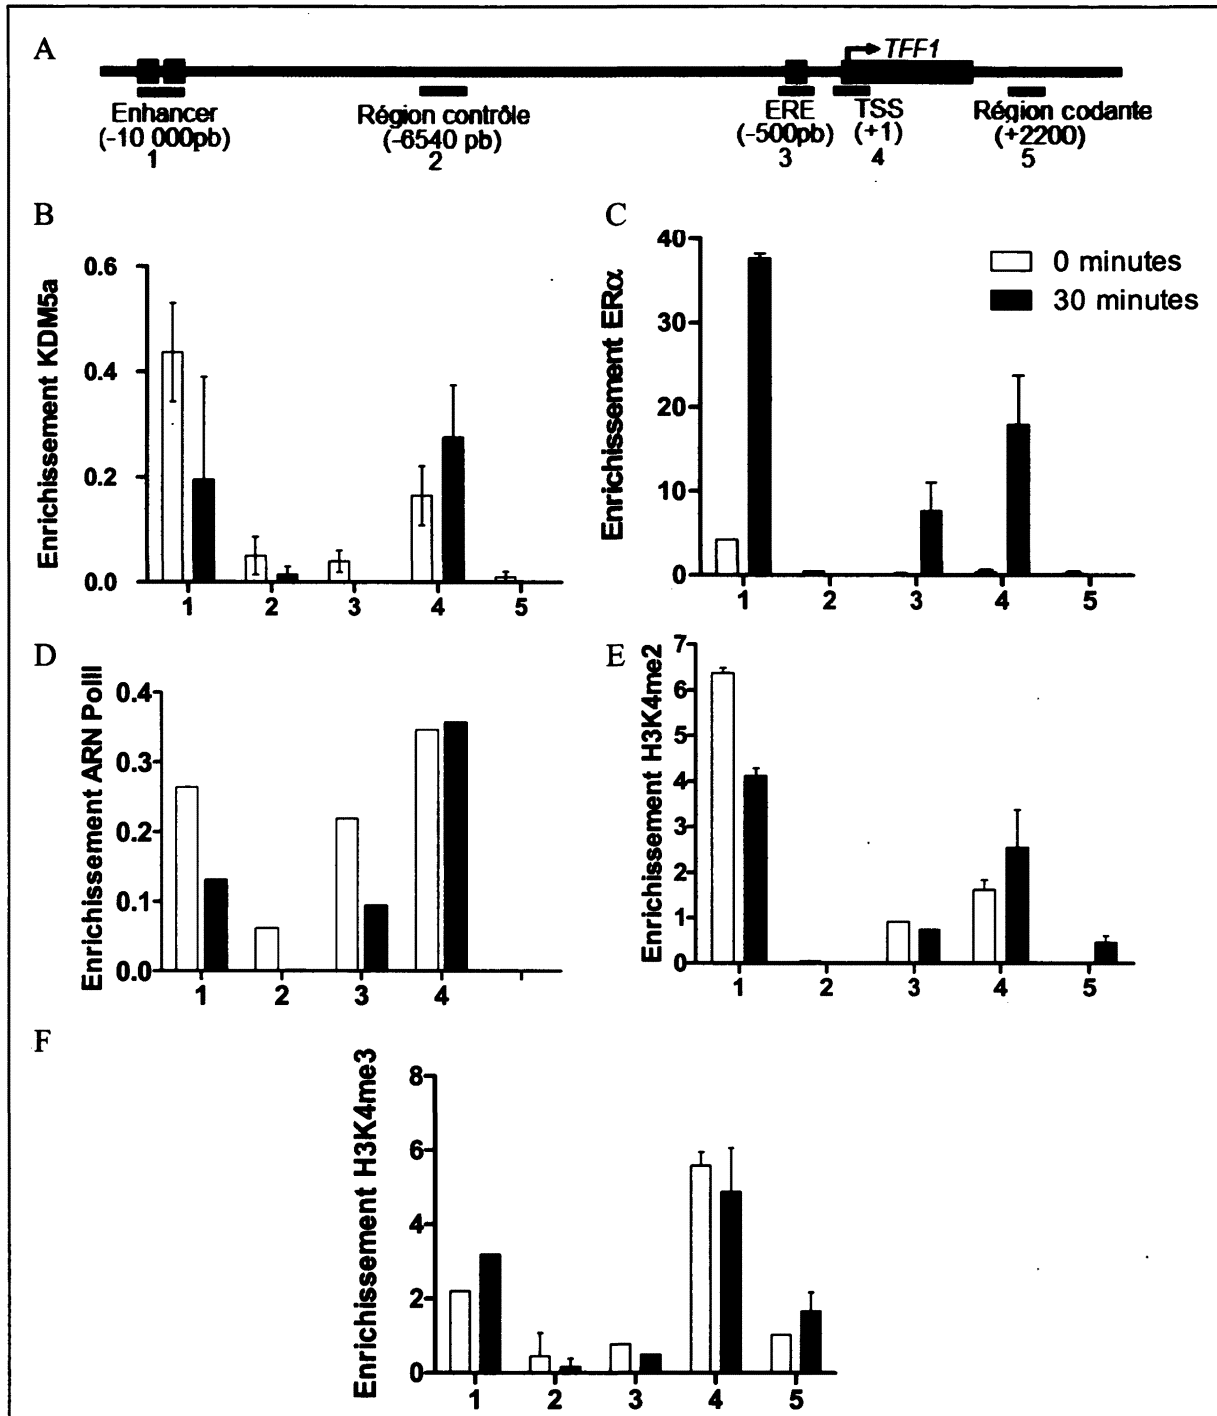 A
TFF1
Enhancer Région contrôle ERE TSS Région codante
(-10 000pb) (-6540 pb) (-500pb) (+1) (+2200)
1 2 3 4 5
B
Enrichissement KDM5a
0.6
0.4
0.2
0.0
1 2 3 4 5
C
Enrichissement ERα
40
30
20
10
0
1 2 3 4 5
0 minutes
30 minutes
D
Enrichissement ARN PolII
0.4
0.3
0.2
0.1
0.0
1 2 3 4
E
Enrichissement H3K4me2
7
6
5
4
3
2
1
0
1 2 3 4 5
F
Enrichissement H3K4me3
8
6
4
2
0
1 2 3 4 5